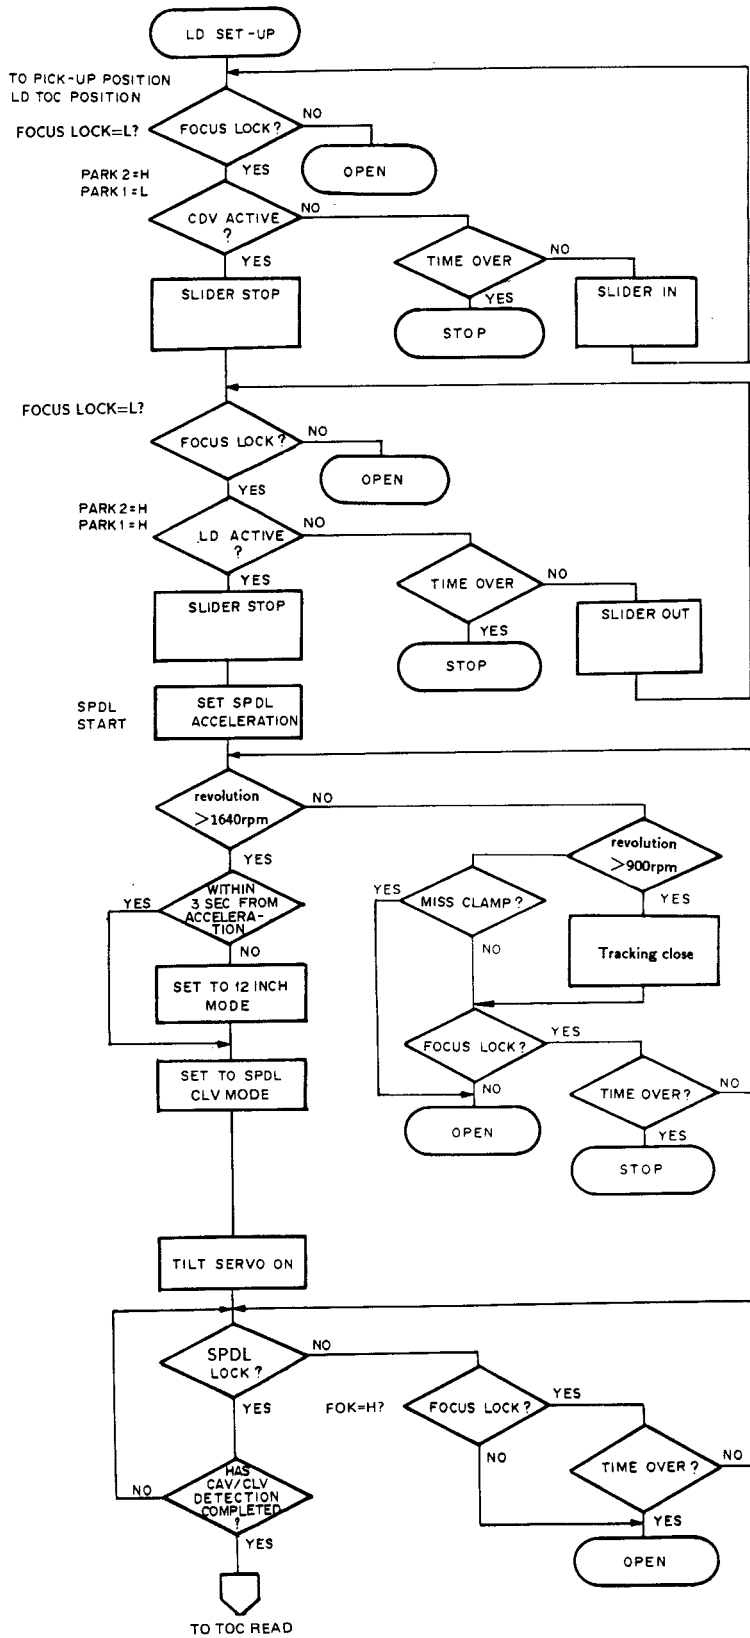 LD SET-UP
TO PICK-UP POSITION
LD TOC POSITION
FOCUS LOCK=L?
FOCUS LOCK?
NO
OPEN
YES
PARK 2=H
PARK 1=L
CDV ACTIVE
?
NO
YES
TIME OVER
NO
YES
STOP
SLIDER IN
SLIDER STOP
FOCUS LOCK=L?
FOCUS LOCK?
NO
OPEN
YES
PARK 2=H
PARK 1=H
LD ACTIVE
?
NO
YES
TIME OVER
NO
YES
STOP
SLIDER OUT
SLIDER STOP
SPDL
START
SET SPDL
ACCELERATION
revolution
>1640rpm
NO
YES
revolution
>900rpm
YES
Tracking close
MISS CLAMP?
YES
NO
WITHIN
3 SEC FROM
ACCELERA-
TION
YES
NO
SET TO 12 INCH
MODE
SET TO SPDL
CLV MODE
FOCUS LOCK?
YES
NO
OPEN
TIME OVER?
NO
YES
STOP
TILT SERVO ON
SPDL
LOCK?
NO
YES
FOK=H?
FOCUS LOCK?
YES
NO
TIME OVER?
NO
YES
OPEN
HAS
CAV/CLV
DETECTION
COMPLETED
?
NO
YES
TO TOC READ